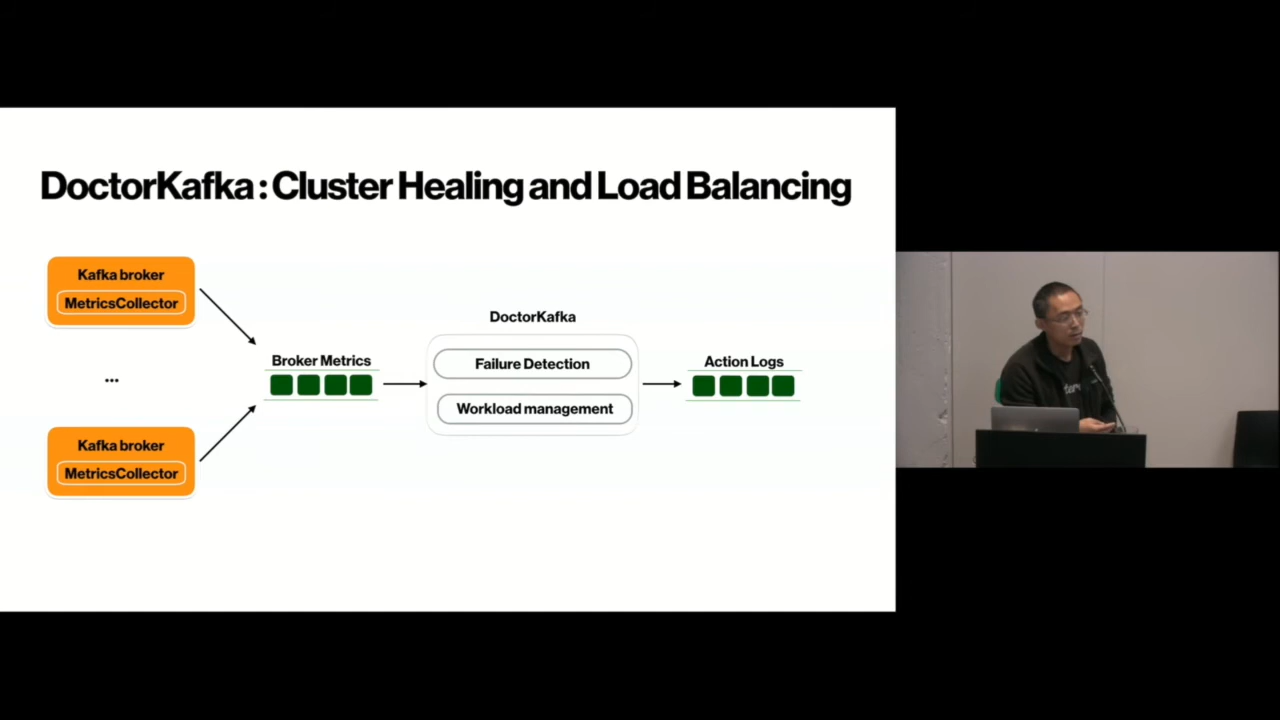 DoctorKafka : Cluster Healing and Load Balancing
Kafka broker
MetricsCollector
...
Kafka broker
MetricsCollector
Broker Metrics
DoctorKafka
Failure Detection
Workload management
Action Logs